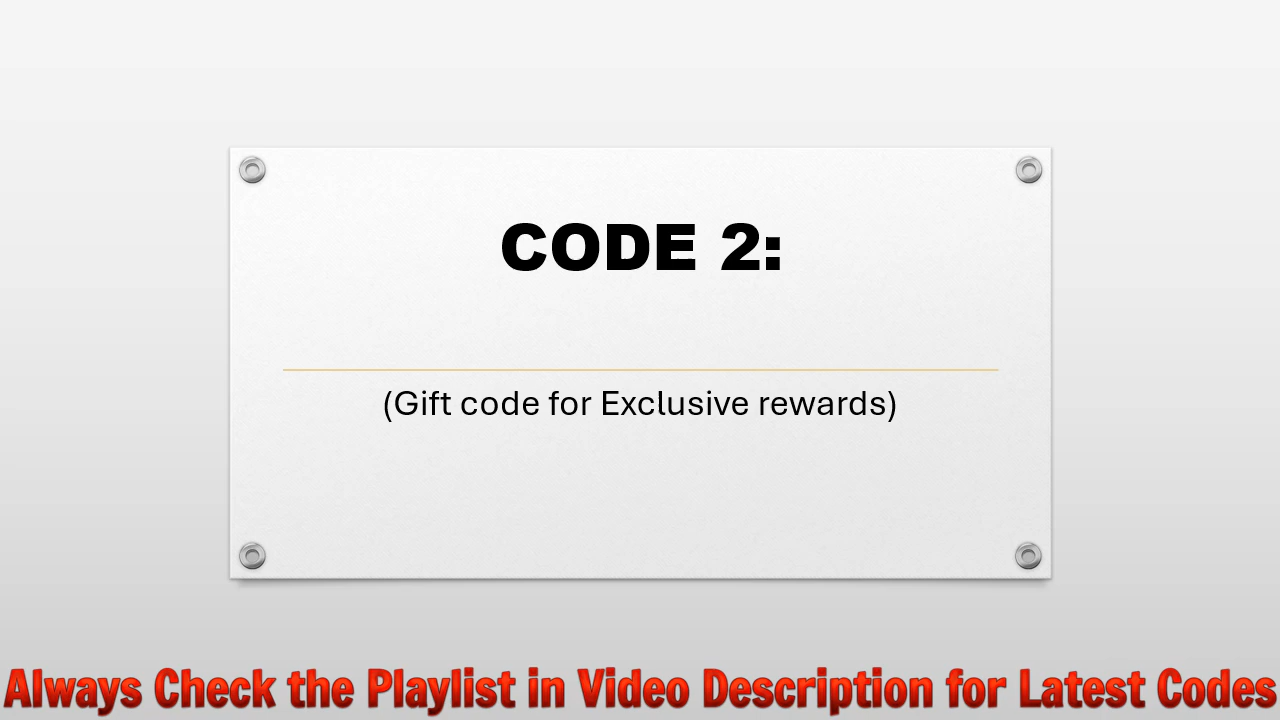 CODE 2:
(Gift code for Exclusive rewards)
Always Check the Playlist in Video Description for Latest Codes